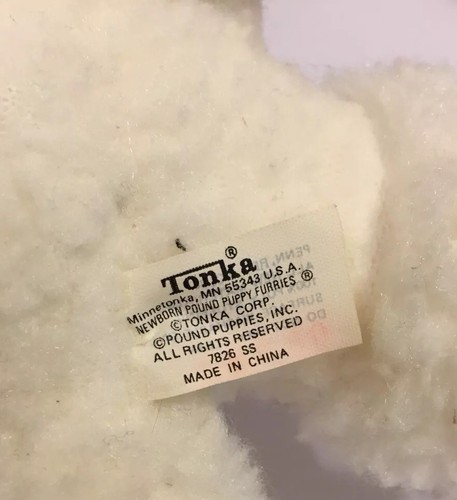 Tonka®
Minnetonka, MN 55343 U.S.A.
NEWBORN POUND PUPPY FURRIES®
©TONKA CORP.
©POUND PUPPIES, INC.
ALL RIGHTS RESERVED
7826 SS
MADE IN CHINA